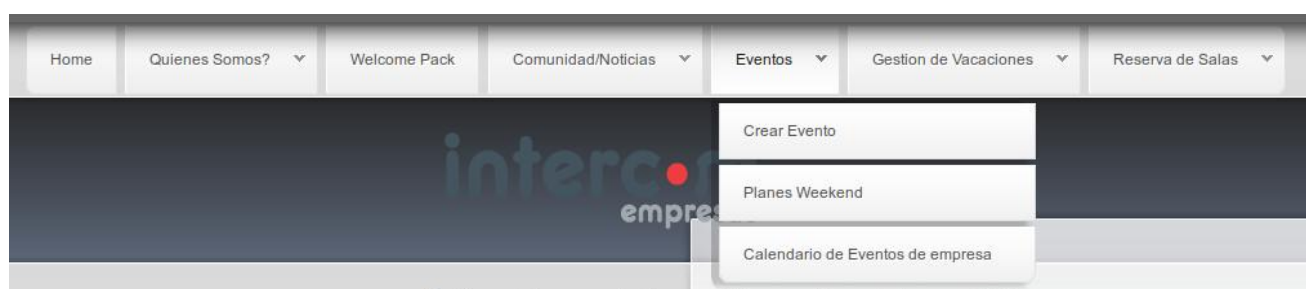 Home Quienes Somos? Welcome Pack Comunidad/Noticias Eventos Gestion de Vacaciones Reserva de Salas
Crear Evento
Planes Weekend
Calendario de Eventos de empresa